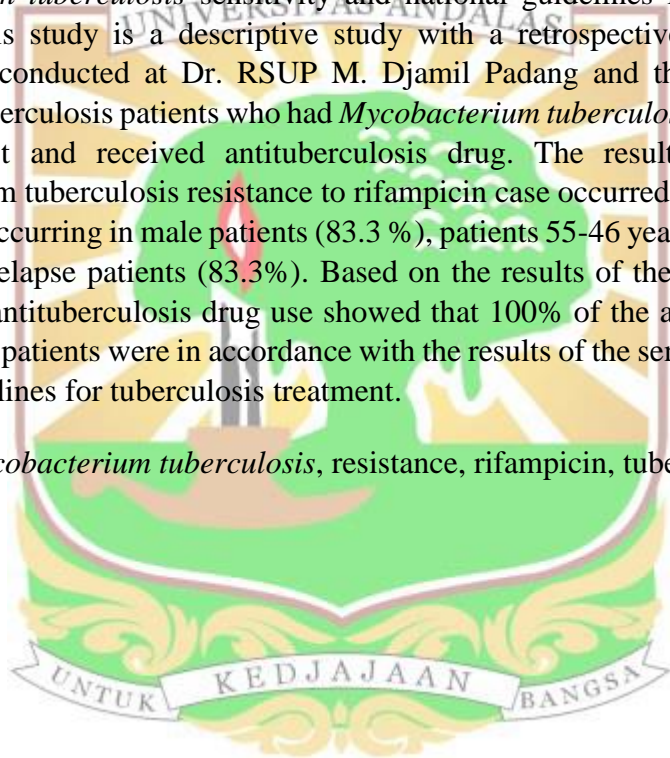 tuberculosis sensitivity and national guidelines
UNIVERSITAS ANDALAS
s study is a descriptive study with a retrospective
conducted at Dr. RSUP M. Djamil Padang and th
erculosis patients who had Mycobacterium tuberculos
t and received antituberculosis drug. The result
m tuberculosis resistance to rifampicin case occurred
ccurring in male patients (83.3 %), patients 55-46 yea
elapse patients (83.3%). Based on the results of the
antituberculosis drug use showed that 100% of the a
patients were in accordance with the results of the ser
lines for tuberculosis treatment.
cobacterium tuberculosis, resistance, rifampicin, tube
UNTUK KEDJAJAAN BANGSA